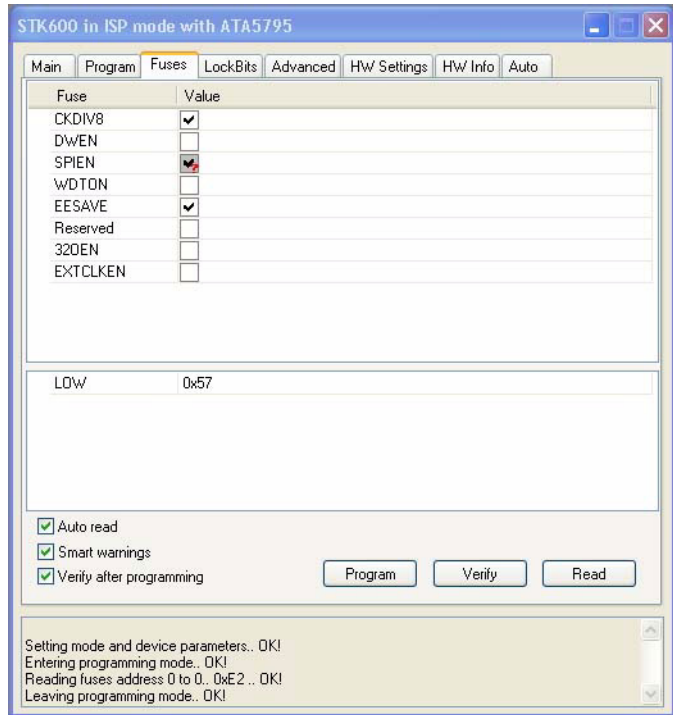 STK600 in ISP mode with ATA5795
Main Program Fuses LockBits Advanced HW Settings HW Info Auto
Fuse Value
CKDIV8
DWEN
SPIEN
WDTON
EESAVE
Reserved
32OEN
EXTCLKEN
LOW 0x57
Auto read
Smart warnings
Verify after programming Program Verify Read
Setting mode and device parameters.. OK!
Entering programming mode.. OK!
Reading fuses address 0 to 0.. 0xE2 .. OK!
Leaving programming mode.. OK!